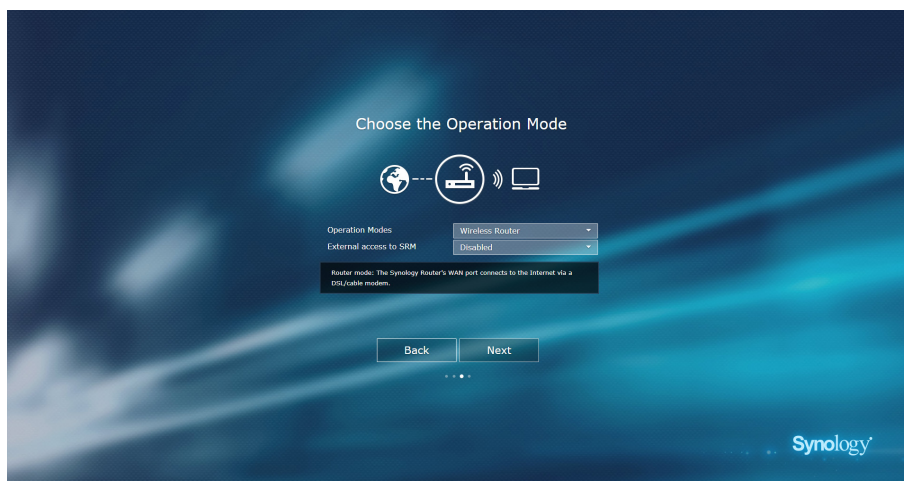 Choose the Operation Mode
Operation Modes
Wireless Router
External access to SRM
Disabled
Router mode: The Synology Router's WAN port connects to the Internet via a
DSL/cable modem.
Back
Next
Synology